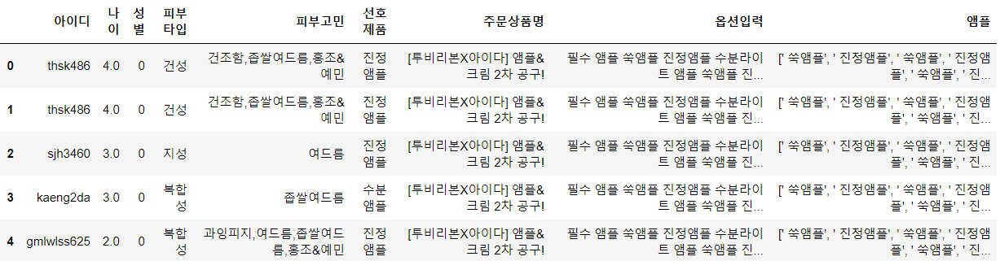 아이디 나이 성별 피부타입 피부고민 선호제품 주문상품명 옵션입력 앰플
0 thsk486 4.0 0 건성 건조함,좁쌀여드름,홍조&예민 진정앰플 [투비리본X아이다] 앰플&크림 2차 공구! 필수 앰플 쑥앰플 진정앰플 수분라이트 앰플 쑥앰플 진... [' 쑥앰플', ' 진정앰플', ' 쑥앰플', ' 진정앰플', ' 쑥앰플', ' 진...
1 thsk486 4.0 0 건성 건조함,좁쌀여드름,홍조&예민 진정앰플 [투비리본X아이다] 앰플&크림 2차 공구! 필수 앰플 쑥앰플 진정앰플 수분라이트 앰플 쑥앰플 진... [' 쑥앰플', ' 진정앰플', ' 쑥앰플', ' 진정앰플', ' 쑥앰플', ' 진...
2 sjh3460 3.0 0 지성 여드름 진정앰플 [투비리본X아이다] 앰플&크림 2차 공구! 필수 앰플 쑥앰플 진정앰플 수분라이트 앰플 쑥앰플 진... [' 쑥앰플', ' 진정앰플', ' 쑥앰플', ' 진정앰플', ' 쑥앰플', ' 진...
3 kaeng2da 3.0 0 복합성 좁쌀여드름 수분앰플 [투비리본X아이다] 앰플&크림 2차 공구! 필수 앰플 쑥앰플 진정앰플 수분라이트 앰플 쑥앰플 진... [' 쑥앰플', ' 진정앰플', ' 쑥앰플', ' 진정앰플', ' 쑥앰플', ' 진...
4 gmlwlss625 2.0 0 복합성 과잉피지,여드름,좁쌀여드름,홍조&예민 진정앰플 [투비리본X아이다] 앰플&크림 2차 공구! 필수 앰플 쑥앰플 진정앰플 수분라이트 앰플 쑥앰플 진... [' 쑥앰플', ' 진정앰플', ' 쑥앰플', ' 진정앰플', ' 쑥앰플', ' 진...